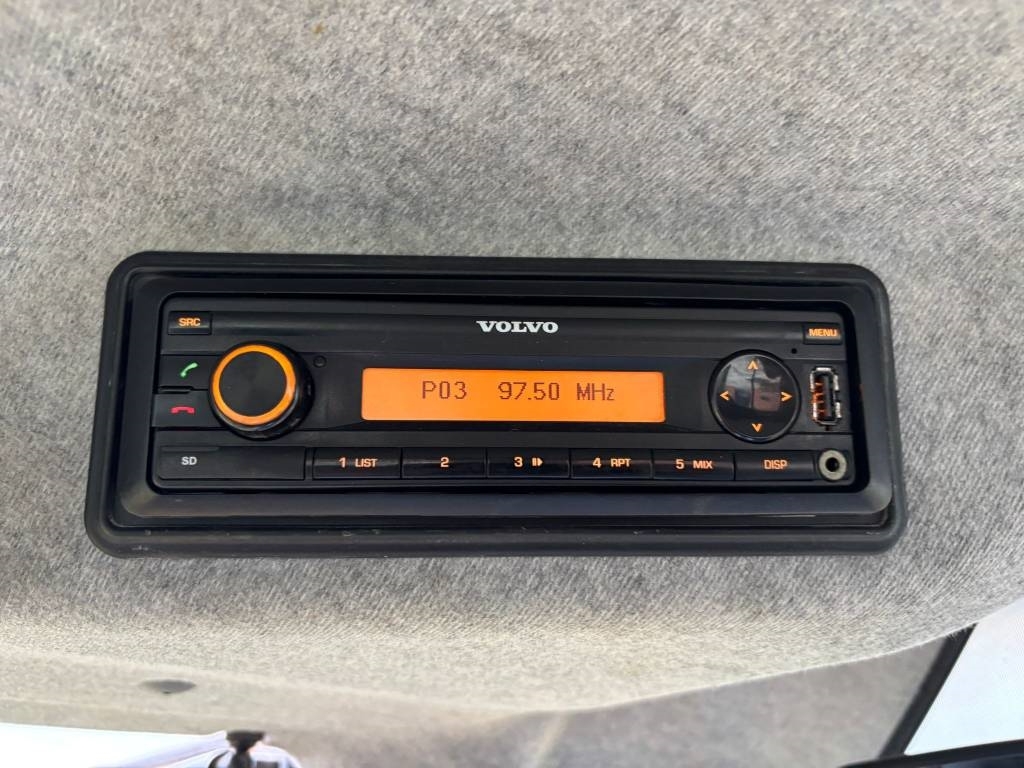 SRC
VOLVO
MENU
P03 97.50 MHz
SD
1 LIST
2
3
4 RPT
5 MIX
DISP